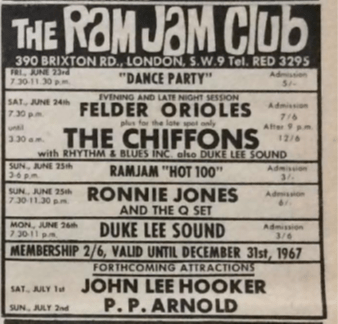 THE RAM JAM CLUB
390 BRIXTON RD., LONDON, S.W.9 Tel. RED 3295
FRI., JUNE 23rd
7.30-11.30 p.m.
"DANCE PARTY"
Admission
5/-
SAT., JUNE 24th
7.30 p.m.
until
3.30 a.m.
EVENING AND LATE NIGHT SESSION
FELDER ORIOLES
plus for the late spot only
THE CHIFFONS
with RHYTHM & BLUES INC. also DUKE LEE SOUND
Admission
7/6
After 9 p.m.
12/6
SUN., JUNE 25th
3-6 p.m.
RAMJAM "HOT 100"
Admission
3/-
SUN., JUNE 25th
7.30-11.30 p.m.
RONNIE JONES
AND THE Q SET
Admission
6/-
MON., JUNE 26th
7.30-11 p.m.
DUKE LEE SOUND
Admission
3/6
MEMBERSHIP 2/6, VALID UNTIL DECEMBER 31st, 1967
FORTHCOMING ATTRACTIONS
SAT., JULY 1st
JOHN LEE HOOKER
SUN., JULY 2nd
P. P. ARNOLD